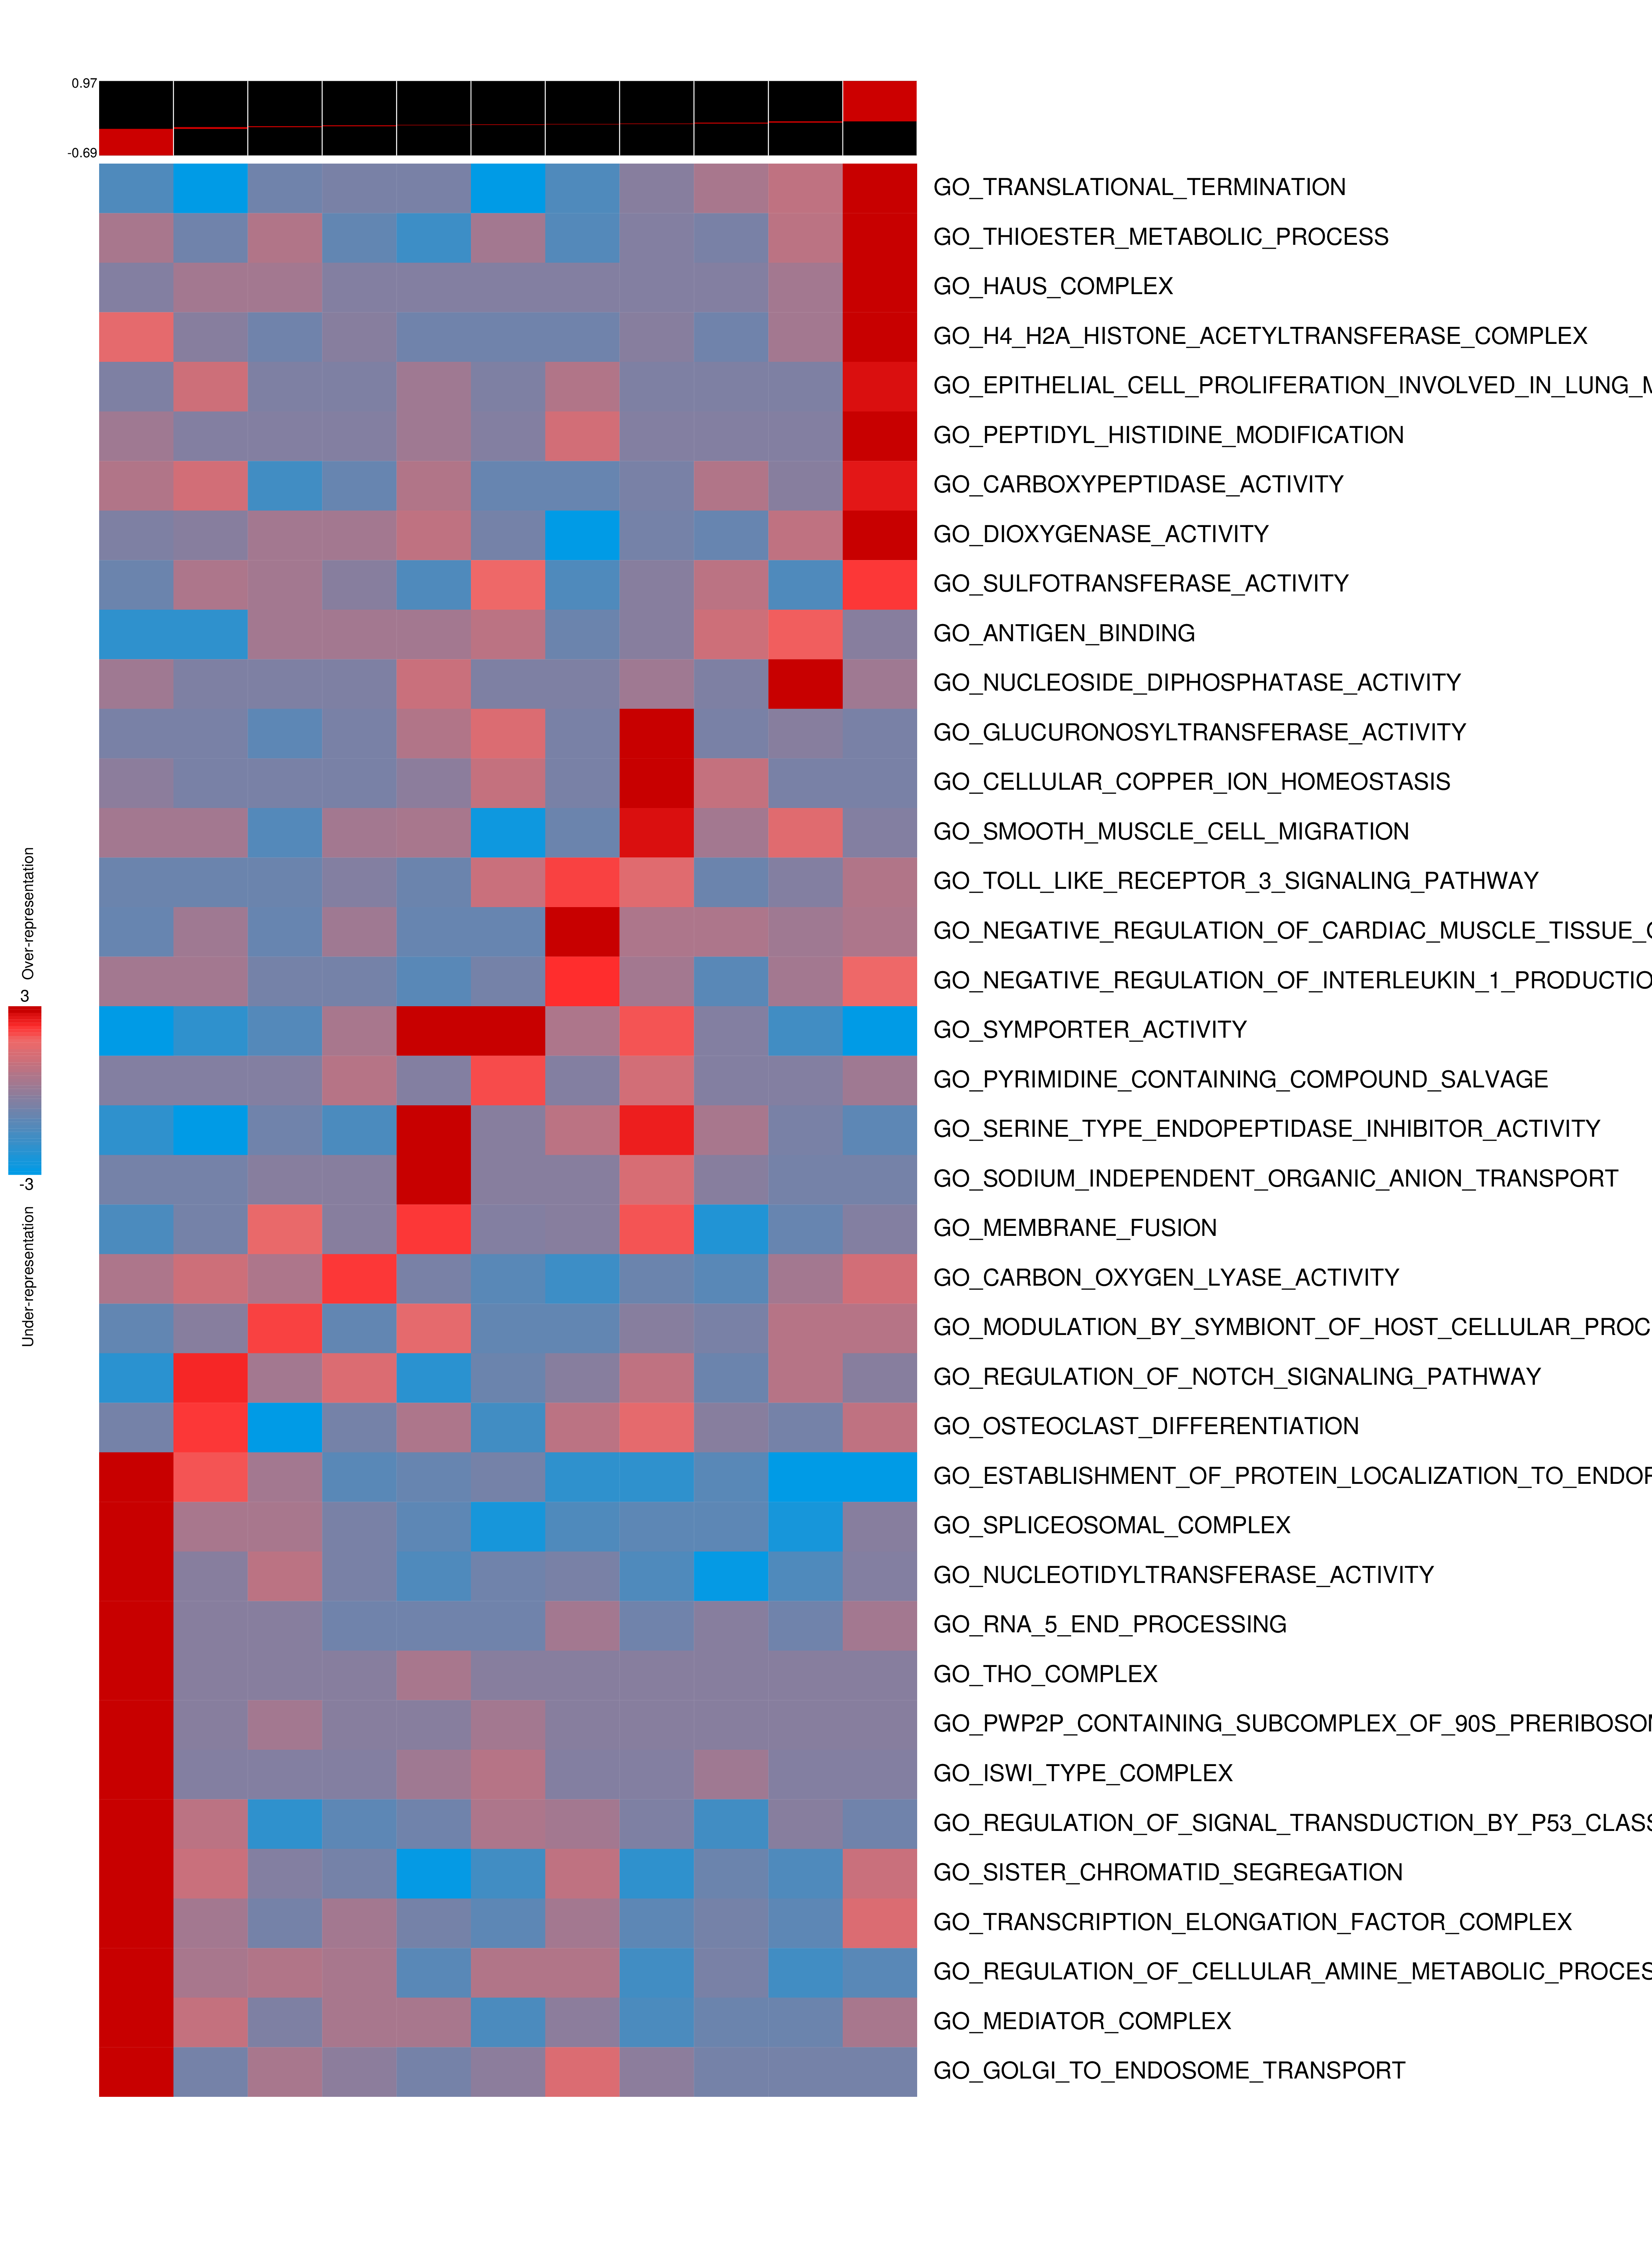 0.97
-0.69
GO_TRANSLATIONAL_TERMINATION
GO_THIOESTER_METABOLIC_PROCESS
GO_HAUS_COMPLEX
GO_H4_H2A_HISTONE_ACETYLTRANSFERASE_COMPLEX
GO_EPITHELIAL_CELL_PROLIFERATION_INVOLVED_IN_LUNG_M
GO_PEPTIDYL_HISTIDINE_MODIFICATION
GO_CARBOXYPEPTIDASE_ACTIVITY
GO_DIOXYGENASE_ACTIVITY
GO_SULFOTRANSFERASE_ACTIVITY
GO_ANTIGEN_BINDING
GO_NUCLEOSIDE_DIPHOSPHATASE_ACTIVITY
GO_GLUCURONOSYLTRANSFERASE_ACTIVITY
GO_CELLULAR_COPPER_ION_HOMEOSTASIS
GO_SMOOTH_MUSCLE_CELL_MIGRATION
GO_TOLL_LIKE_RECEPTOR_3_SIGNALING_PATHWAY
GO_NEGATIVE_REGULATION_OF_CARDIAC_MUSCLE_TISSUE_
GO_NEGATIVE_REGULATION_OF_INTERLEUKIN_1_PRODUCTIO
GO_SYMPORTER_ACTIVITY
GO_PYRIMIDINE_CONTAINING_COMPOUND_SALVAGE
GO_SERINE_TYPE_ENDOPEPTIDASE_INHIBITOR_ACTIVITY
GO_SODIUM_INDEPENDENT_ORGANIC_ANION_TRANSPORT
GO_MEMBRANE_FUSION
GO_CARBON_OXYGEN_LYASE_ACTIVITY
GO_MODULATION_BY_SYMBIONT_OF_HOST_CELLULAR_PROC
GO_REGULATION_OF_NOTCH_SIGNALING_PATHWAY
GO_OSTEOCLAST_DIFFERENTIATION
GO_ESTABLISHMENT_OF_PROTEIN_LOCALIZATION_TO_ENDOP
GO_SPLICEOSOMAL_COMPLEX
GO_NUCLEOTIDYLTRANSFERASE_ACTIVITY
GO_RNA_5_END_PROCESSING
GO_THO_COMPLEX
GO_PWP2P_CONTAINING_SUBCOMPLEX_OF_90S_PRERIBOSOM
GO_ISWI_TYPE_COMPLEX
GO_REGULATION_OF_SIGNAL_TRANSDUCTION_BY_P53_CLASS
GO_SISTER_CHROMATID_SEGREGATION
GO_TRANSCRIPTION_ELONGATION_FACTOR_COMPLEX
GO_REGULATION_OF_CELLULAR_AMINE_METABOLIC_PROCES
GO_MEDIATOR_COMPLEX
GO_GOLGI_TO_ENDOSOME_TRANSPORT
Over-representation
3
-3
Under-representation